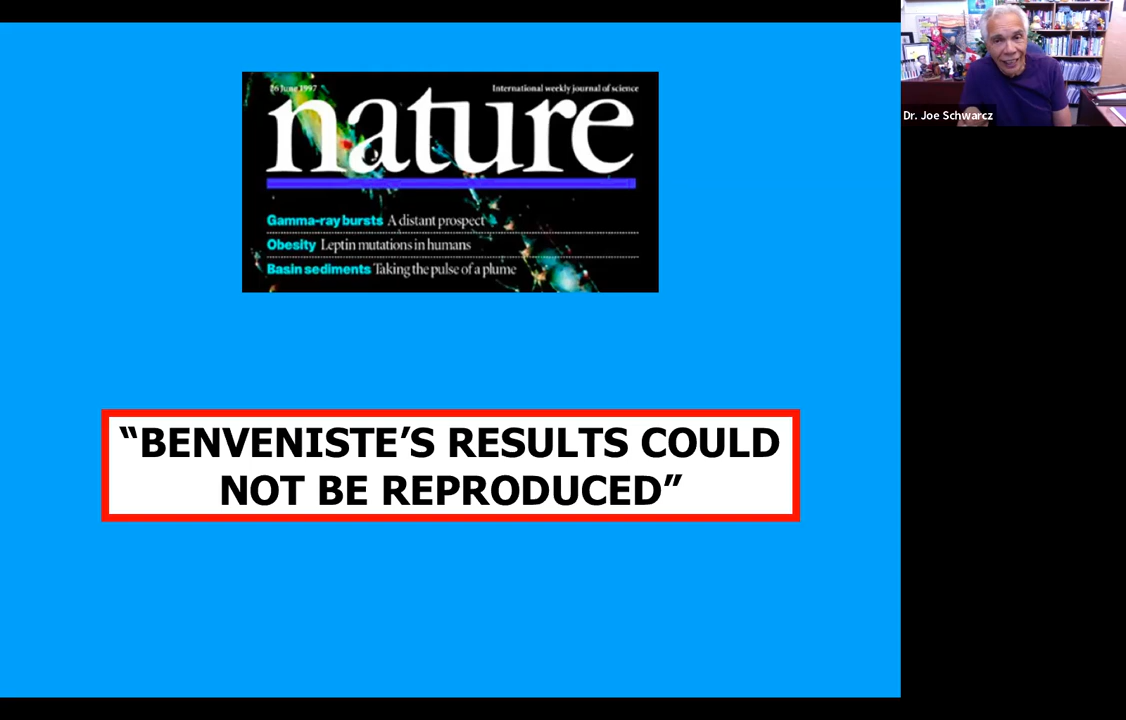 26 June 1997
International weekly journal of science
nature
Gamma-ray bursts A distant prospect
Obesity Leptin mutations in humans
Basin sediments Taking the pulse of a plume
“BENVENISTE’S RESULTS COULD
NOT BE REPRODUCED”
Dr. Joe Schwarcz